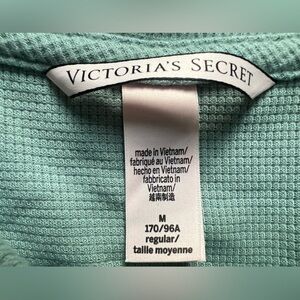 VICTORIA'S SECRET
made in Vietnam/
fabriqué au Vietnam/
hecho en Vietnam/
fabbricato in
Vietnam/
越南制造
M
170/96A
regular/
taille moyenne